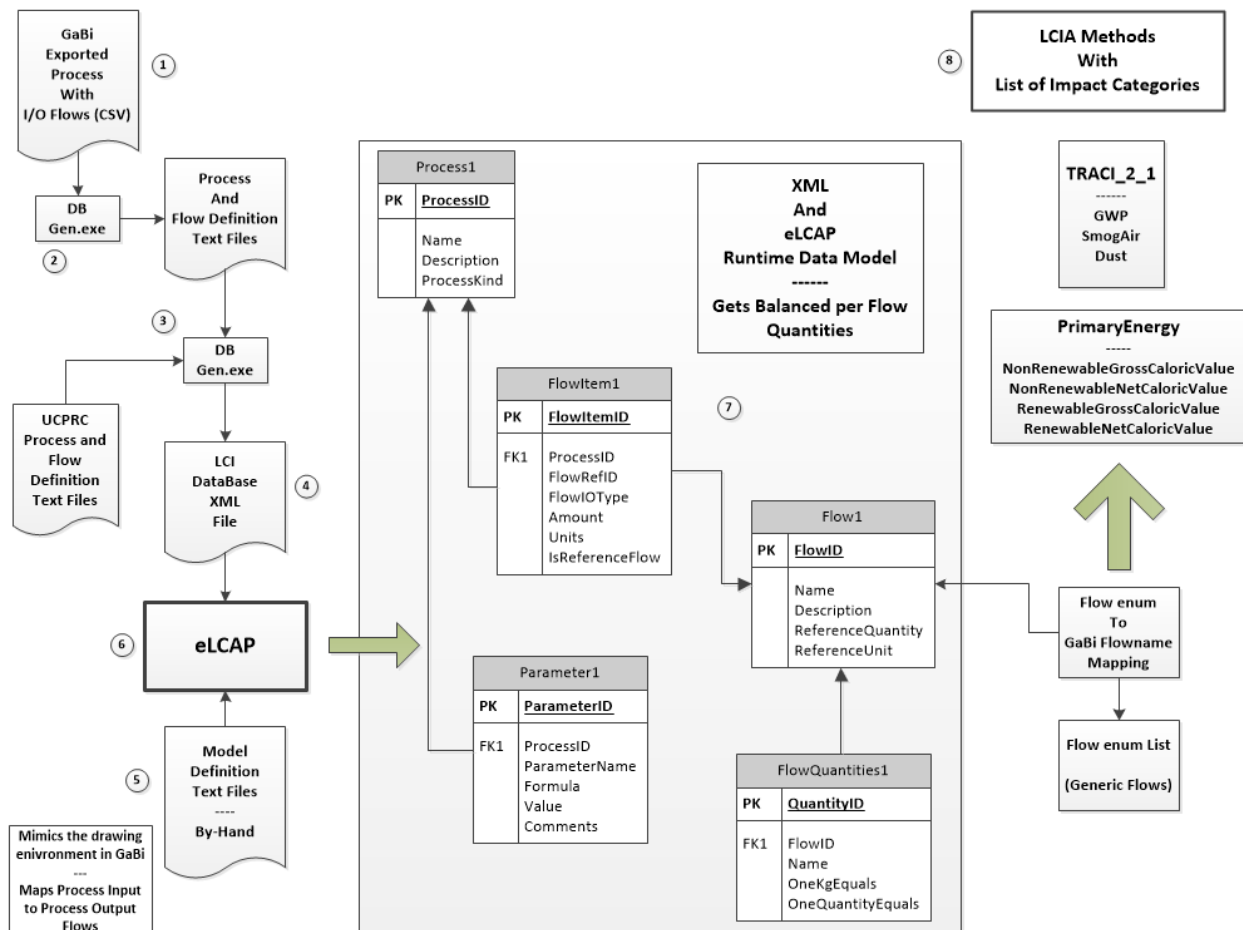 GaBi
Exported
Process
With
I/O Flows (CSV)
1
DB
Gen.exe
2
Process
And
Flow Definition
Text Files
3
DB
Gen.exe
UCPRC
Process and
Flow
Definition
Text Files
LCI
DataBase
XML
File
4
6
eLCAP
5
Model
Definition
Text Files
----
By-Hand
Mimics the drawing
enivronment in GaBi
---
Maps Process Input
to Process Output
Flows
Process1
PK ProcessID
Name
Description
ProcessKind
XML
And
eLCAP
Runtime Data Model
------
Gets Balanced per Flow
Quantities
7
FlowItem1
PK FlowItemID
FK1 ProcessID
FlowRefID
FlowIOType
Amount
Units
IsReferenceFlow
Flow1
PK FlowID
Name
Description
ReferenceQuantity
ReferenceUnit
Parameter1
PK ParameterID
FK1 ProcessID
ParameterName
Formula
Value
Comments
FlowQuantities1
PK QuantityID
FK1 FlowID
Name
OneKgEquals
OneQuantityEquals
8
LCIA Methods
With
List of Impact Categories
TRACI_2_1
------
GWP
SmogAir
Dust
PrimaryEnergy
-----
NonRenewableGrossCaloricValue
NonRenewableNetCaloricValue
RenewableGrossCaloricValue
RenewableNetCaloricValue
Flow enum
To
GaBi Flowname
Mapping
Flow enum List
(Generic Flows)